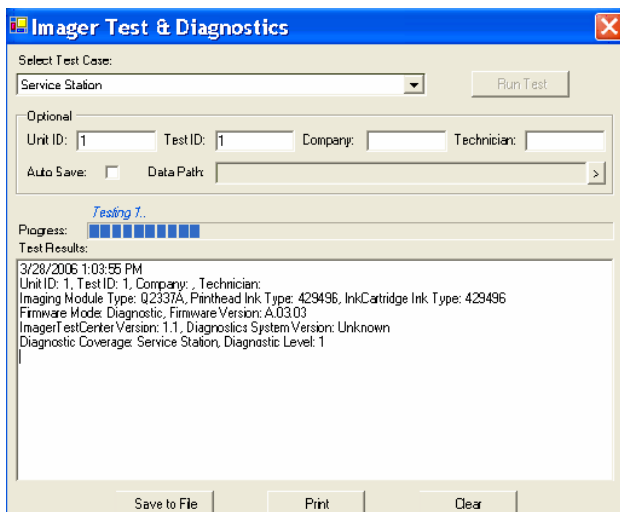 Imager Test & Diagnostics
Select Test Case:
Service Station
Run Test
Optional
Unit ID: 1 Test ID: 1 Company: Technician:
Auto Save: Data Path: >
Testing 1..
Progress:
Test Results:
3/28/2006 1:03:55 PM
Unit ID: 1, Test ID: 1, Company: , Technician:
Imaging Module Type: Q2337A, Printhead Ink Type: 429496, InkCartridge Ink Type: 429496
Firmware Mode: Diagnostic, Firmware Version: A.03.03
ImagerTestCenter Version: 1.1, Diagnostics System Version: Unknown
Diagnostic Coverage: Service Station, Diagnostic Level: 1
Save to File Print Clear